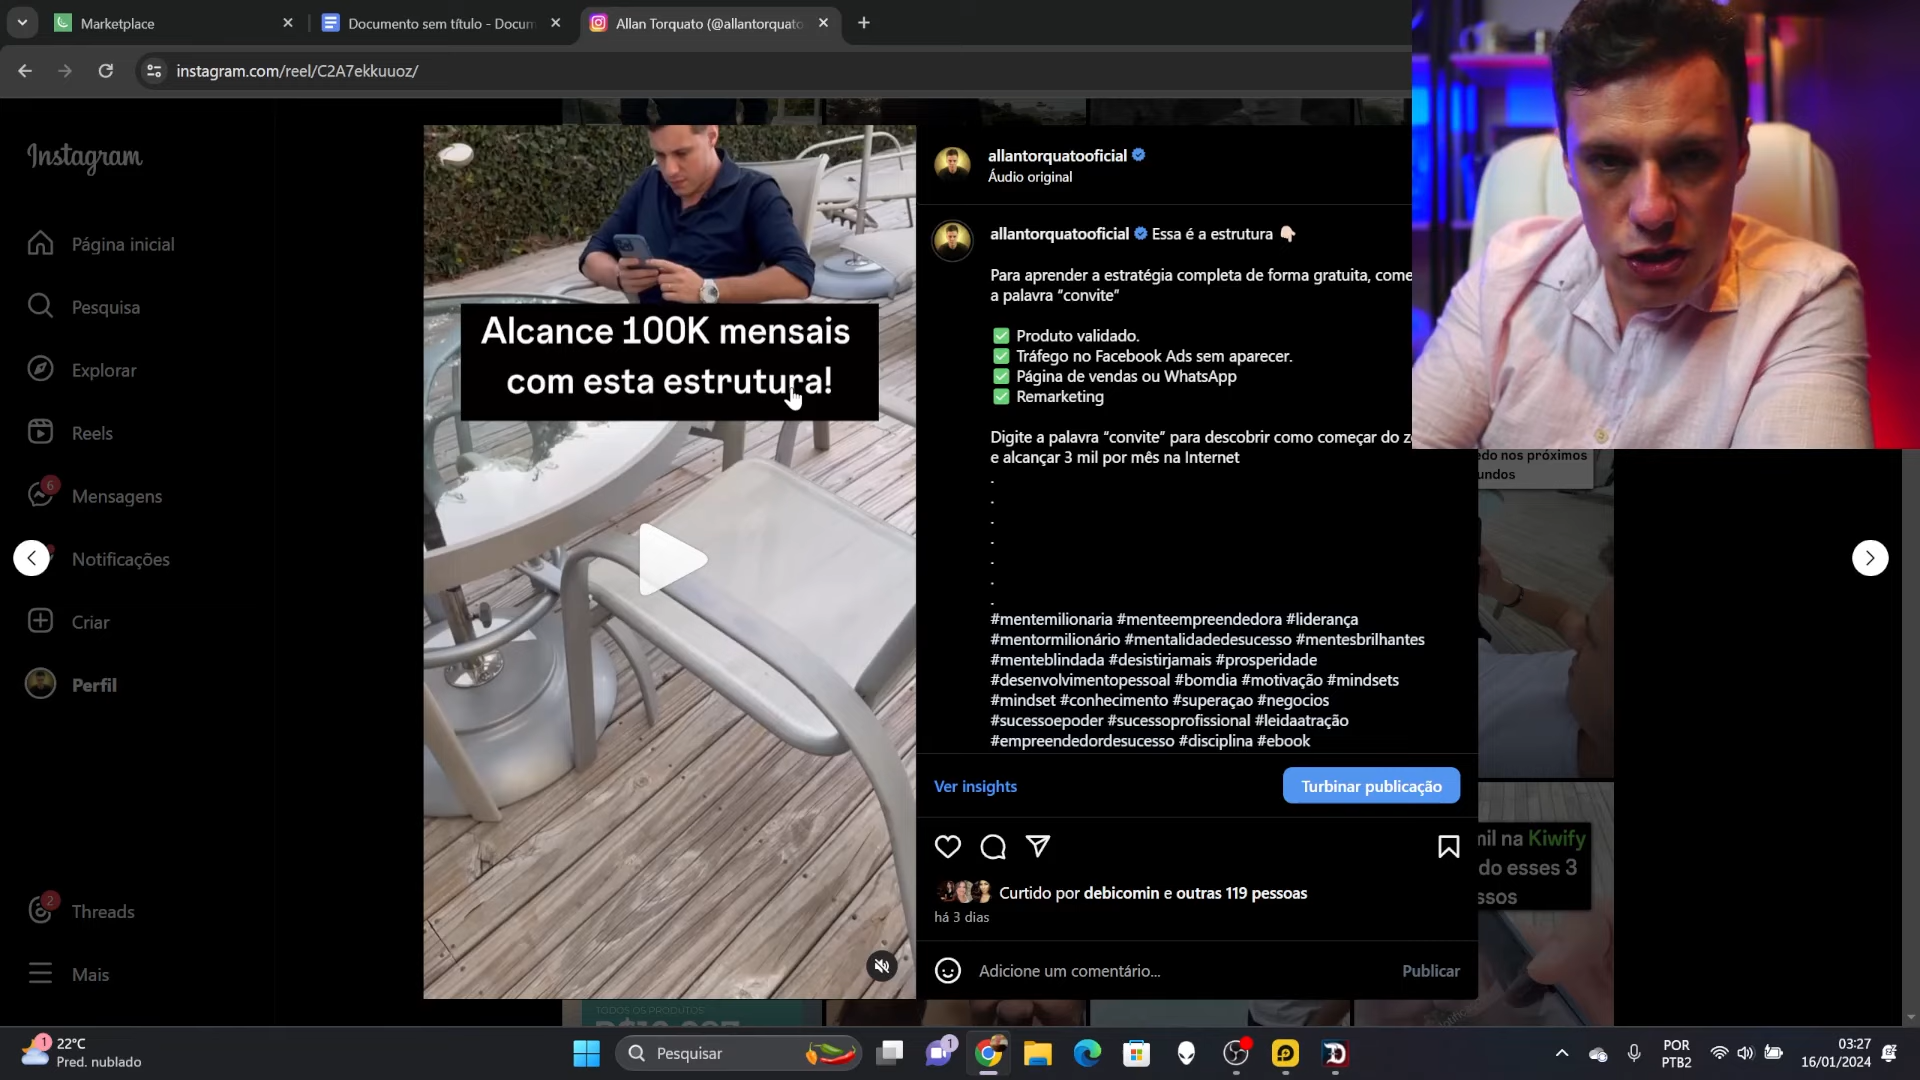 Marketplace
Documento sem título - Docum
Allan Torquato (@allantorquato
instagram.com/reel/C2A7ekkuuoz/
Instagram
Página inicial
Pesquisa
Explorar
Reels
6
Mensagens
Notificações
Criar
Perfil
2
Threads
Mais
Alcance 100K mensais
com esta estrutura!
allantorquatooficial
Áudio original
allantorquatooficial Essa é a estrutura 👇🏻
Para aprender a estratégia completa de forma gratuita, come
a palavra “convite”
✅ Produto validado.
✅ Tráfego no Facebook Ads sem aparecer.
✅ Página de vendas ou WhatsApp
✅ Remarketing
Digite a palavra “convite” para descobrir como começar do z
e alcançar 3 mil por mês na Internet
.
.
.
.
.
.
.
#mentemilionaria #menteempreendedora #liderança
#mentormilionário #mentalidadedesucesso #mentesbrilhantes
#menteblindada #desistirjamais #prosperidade
#desenvolvimentopessoal #bomdia #motivação #mindsets
#mindset #conhecimento #superaçao #negocios
#sucessoepoder #sucessoprofissional #leidaatração
#empreendedordesucesso #disciplina #ebook
Ver insights
Turbinar publicação
Curtido por debicomin e outras 119 pessoas
há 3 dias
Adicione um comentário...
Publicar
edo nos próximos
undos
mil na Kiwify
do esses 3
ssos
TODOS OS PRODUTOS
1
22°C
Pred. nublado
Pesquisar
1
POR
PTB2
03:27
16/01/2024